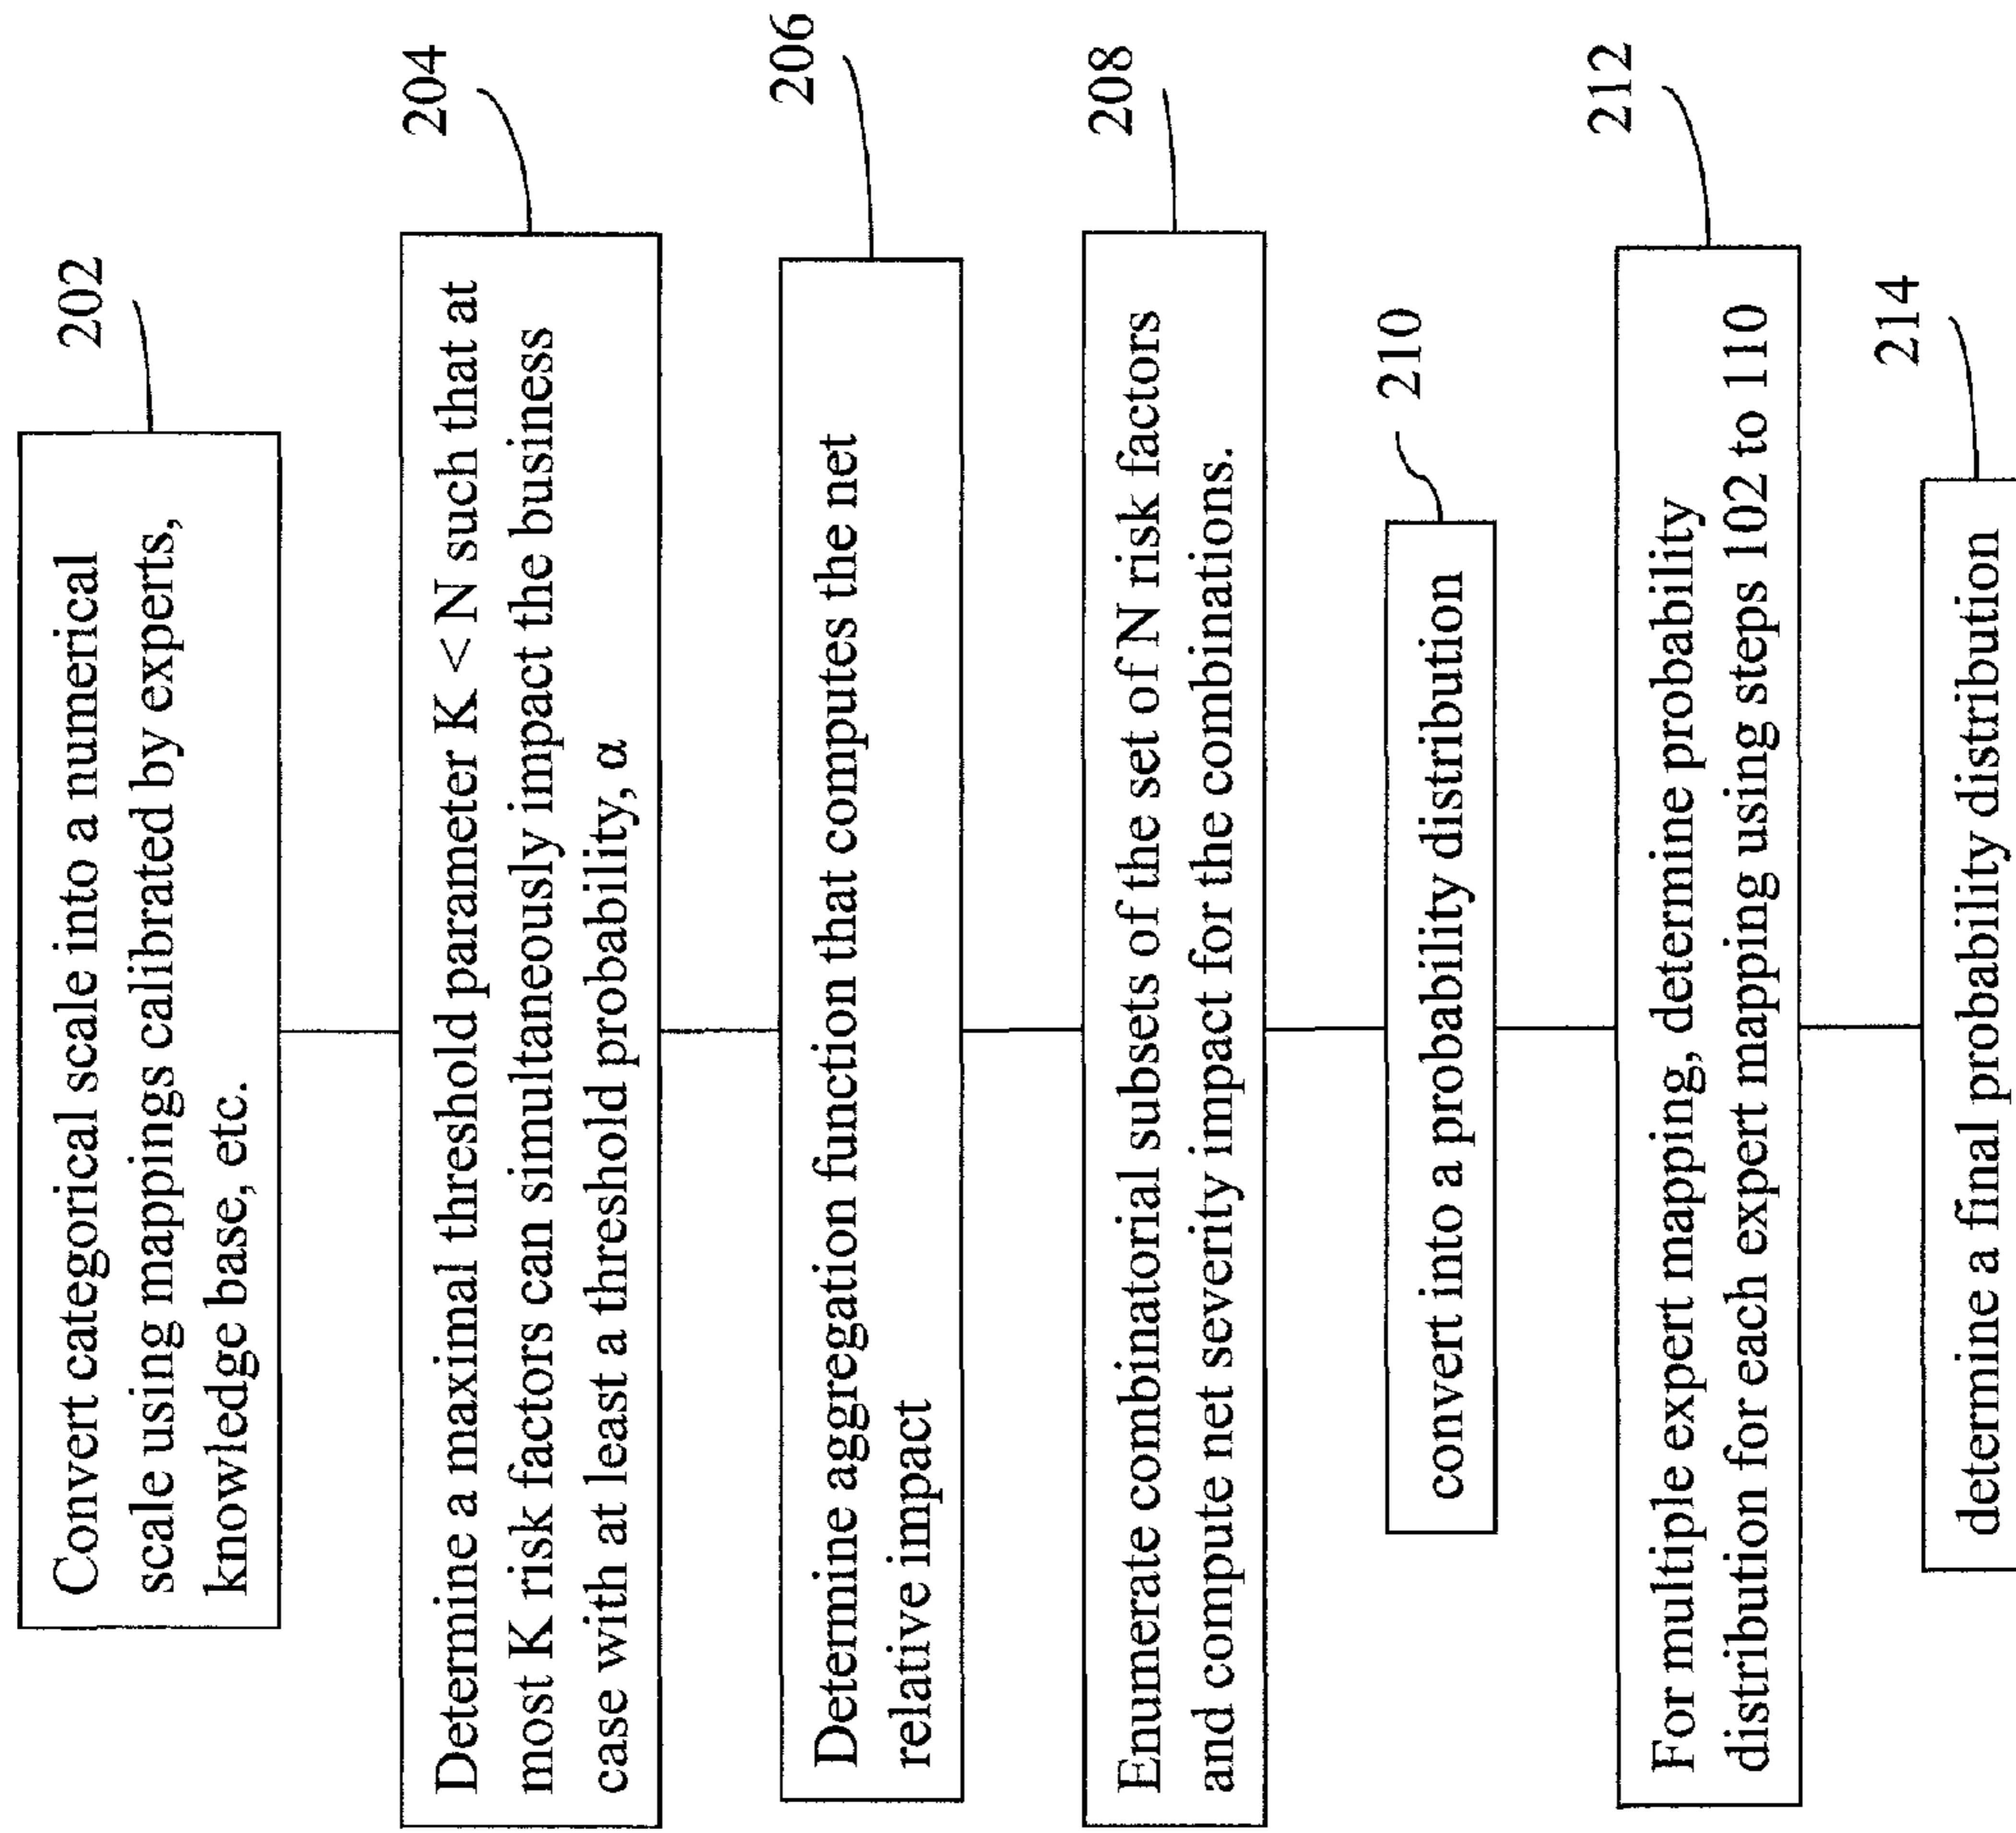 202
Convert categorical scale into a numerical
scale using mappings calibrated by experts,
knowledge base, etc.
204
Determine a maximal threshold parameter K < N such that at
most K risk factors can simultaneously impact the business
case with at least a threshold probability, α
206
Determine aggregation function that computes the net
relative impact
208
Enumerate combinatorial subsets of the set of N risk factors
and compute net severity impact for the combinations.
210
convert into a probability distribution
212
For multiple expert mapping, determine probability
distribution for each expert mapping using steps 102 to 110
214
determine a final probability distribution